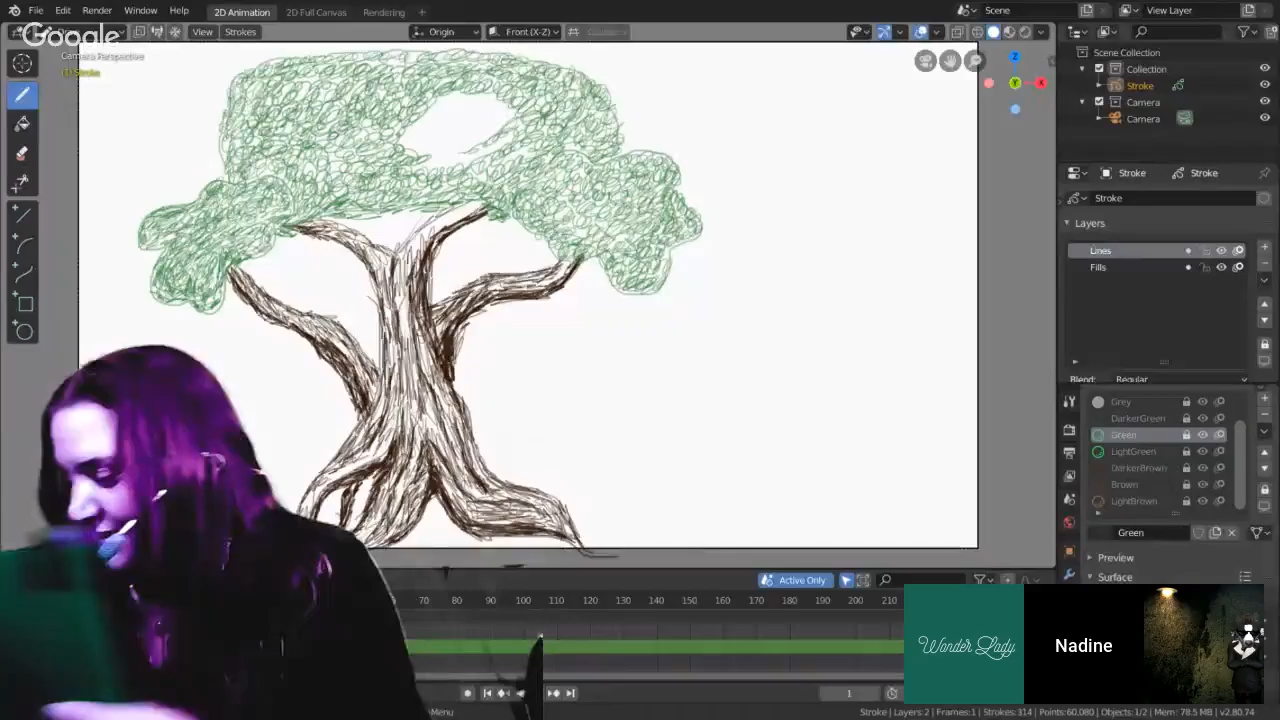 File Edit Render Window Help 2D Animation 2D Full Canvas Rendering + Scene View Layer
Google
View Strokes Origin Front (X-Z)
Camera Perspective
(1) Stroke
Z
Y
X
Scene Collection
Collection
Stroke
Camera
Camera
Stroke Stroke
Stroke
Layers
Lines
Fills
Blend: Regular
Grey
DarkerGreen
Green
LightGreen
DarkerBrown
Brown
LightBrown
Green
Preview
Surface
Active Only
70 80 90 100 110 120 130 140 150 160 170 180 190 200 210
Wonder Lady
Nadine
1
Menu
Stroke | Layers:2 | Frames:1 | Strokes:314 | Points:60,080 | Objects:1/2 | Mem: 78.5 MB | v2.80.74